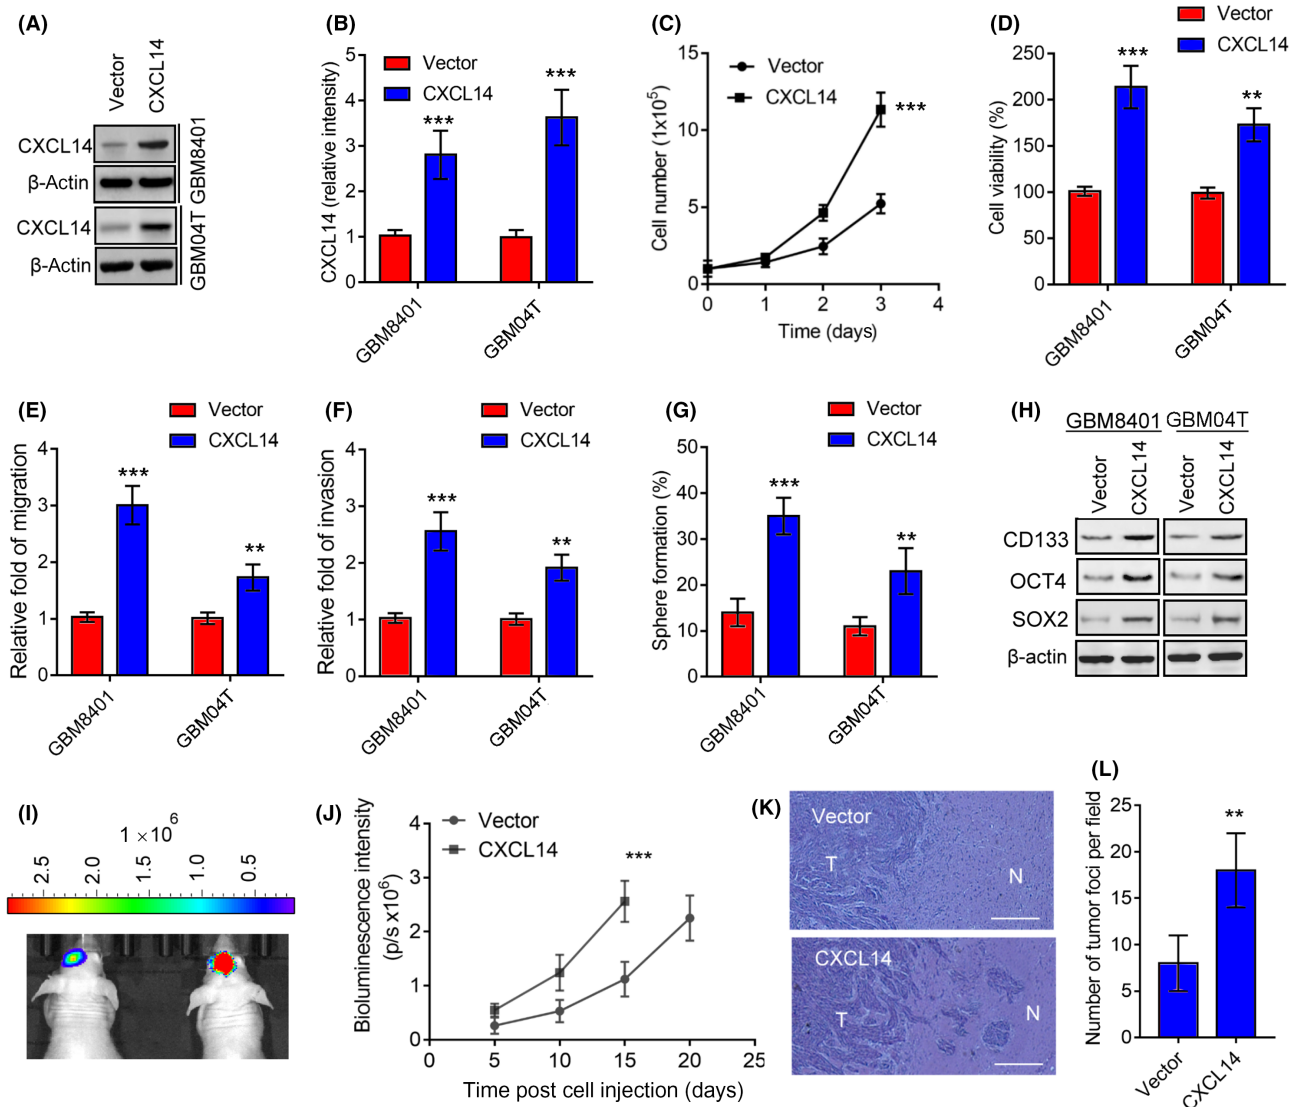 (A)
Vector
CXCL14
CXCL14
β-Actin
GBM8401
CXCL14
β-Actin
GBM04T
(B)
Vector
CXCL14
CXCL14 (relative intensity)
5
4
3
2
1
0
***
***
GBM8401
GBM04T
(C)
Vector
CXCL14
Cell number (1x10⁵)
15
10
5
0
***
0 1 2 3 4
Time (days)
(D)
Vector
CXCL14
Cell viability (%)
250
200
150
100
50
0
***
**
GBM8401
GBM04T
(E)
Vector
CXCL14
Relative fold of migration
4
3
2
1
0
***
**
GBM8401
GBM04T
(F)
Vector
CXCL14
Relative fold of invasion
4
3
2
1
0
***
**
GBM8401
GBM04T
(G)
Vector
CXCL14
Sphere formation (%)
50
40
30
20
10
0
***
**
GBM8401
GBM04T
(H)
GBM8401 GBM04T
Vector
CXCL14
Vector
CXCL14
CD133
OCT4
SOX2
β-actin
(I)
1 ×10⁶
2.5 2.0 1.5 1.0 0.5
(J)
Vector
CXCL14
Bioluminescence intensity
(p/s x10⁶)
4
3
2
1
0
***
0 5 10 15 20 25
Time post cell injection (days)
(K)
Vector
T
N
CXCL14
T
N
(L)
Number of tumor foci per field
25
20
15
10
5
0
**
Vector
CXCL14